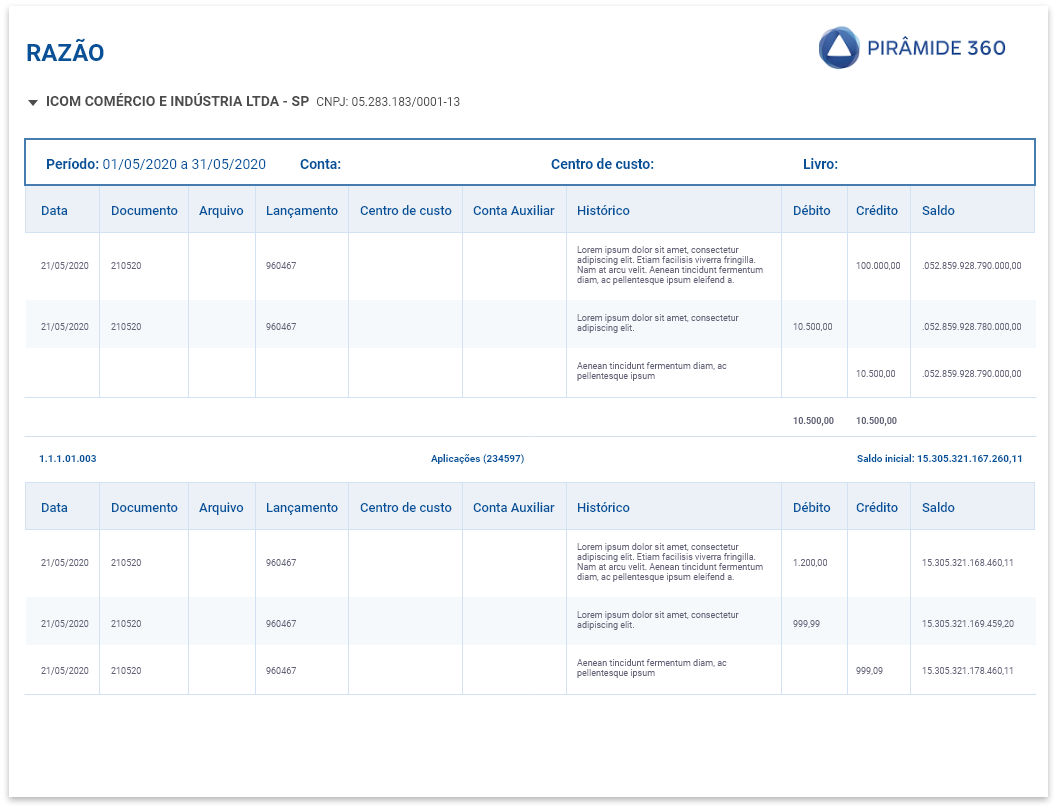 RAZÃO
PIRÂMIDE 360
ICOM COMÉRCIO E INDÚSTRIA LTDA - SP CNPJ: 05.283.183/0001-13
Período: 01/05/2020 a 31/05/2020 Conta: Centro de custo: Livro:
Data Documento Arquivo Lançamento Centro de custo Conta Auxiliar Histórico Débito Crédito Saldo
Lorem ipsum dolor sit amet, consectetur
adipiscing elit. Etiam facilisis viverra fringilla.
21/05/2020 210520 960467 100.000,00 .052.859.928.790.000,00
Nam at arcu velit. Aenean tincidunt fermentum
diam, ac pellentesque ipsum eleifend a.
Lorem ipsum dolor sit amet, consectetur
21/05/2020 210520 960467 adipiscing elit. 10.500,00 .052.859.928.780.000,00
Aenean tincidunt fermentum diam, ac
pellentesque ipsum 10.500,00 .052.859.928.790.000,00
10.500,00 10.500,00
1.1.1.01.003 Aplicações (234597) Saldo inicial: 15.305.321.167.260,11
Data Documento Arquivo Lançamento Centro de custo Conta Auxiliar Histórico Débito Crédito Saldo
Lorem ipsum dolor sit amet, consectetur
adipiscing elit. Etiam facilisis viverra fringilla.
21/05/2020 210520 960467 1.200,00 15.305.321.168.460,11
Nam at arcu velit. Aenean tincidunt fermentum
diam, ac pellentesque ipsum eleifend a.
Lorem ipsum dolor sit amet, consectetur
21/05/2020 210520 960467 adipiscing elit. 999,99 15.305.321.169.459,20
Aenean tincidunt fermentum diam, ac
21/05/2020 210520 960467 pellentesque ipsum 999,09 15.305.321.178.460,11